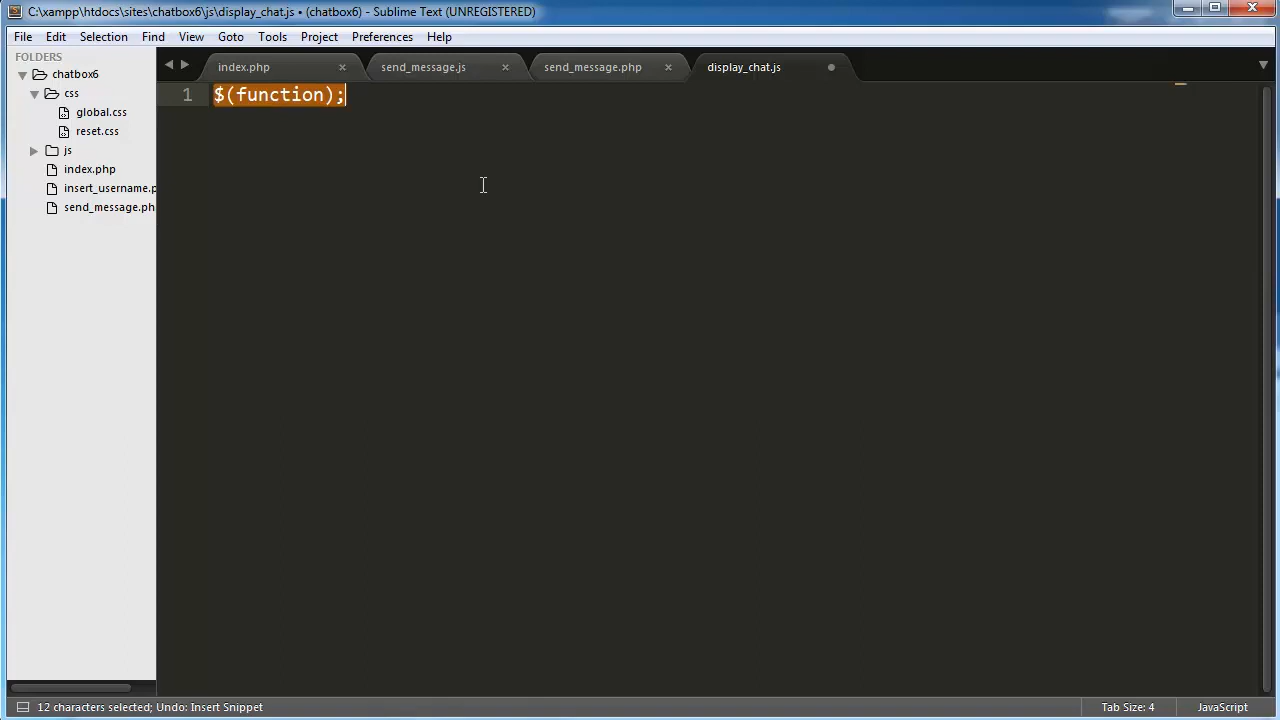 C:\xampp\htdocs\sites\chatbox6\js\display_chat.js • (chatbox6) - Sublime Text (UNREGISTERED)
File Edit Selection Find View Goto Tools Project Preferences Help
FOLDERS
chatbox6
css
global.css
reset.css
js
index.php
insert_username.p
send_message.ph
index.php × send_message.js × send_message.php × display_chat.js
1 $(function);
12 characters selected; Undo: Insert Snippet
Tab Size: 4
JavaScript